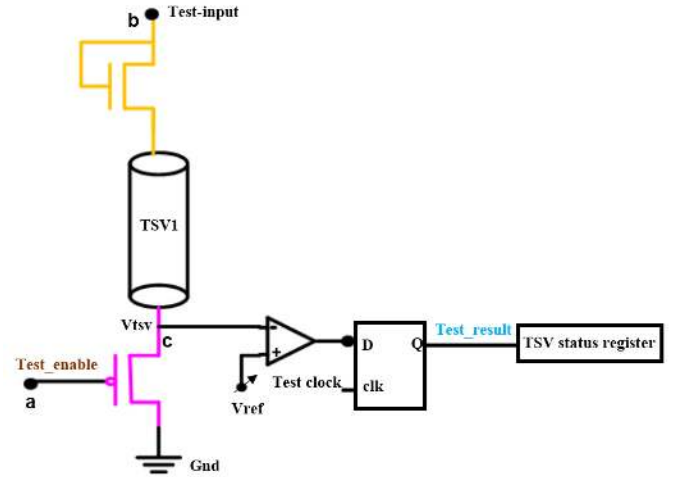 b
Test-input
TSV1
Vtsv
c
Test_enable
a
-
+
Vref
Test clock
D
Q
clk
Test_result
TSV status register
Gnd